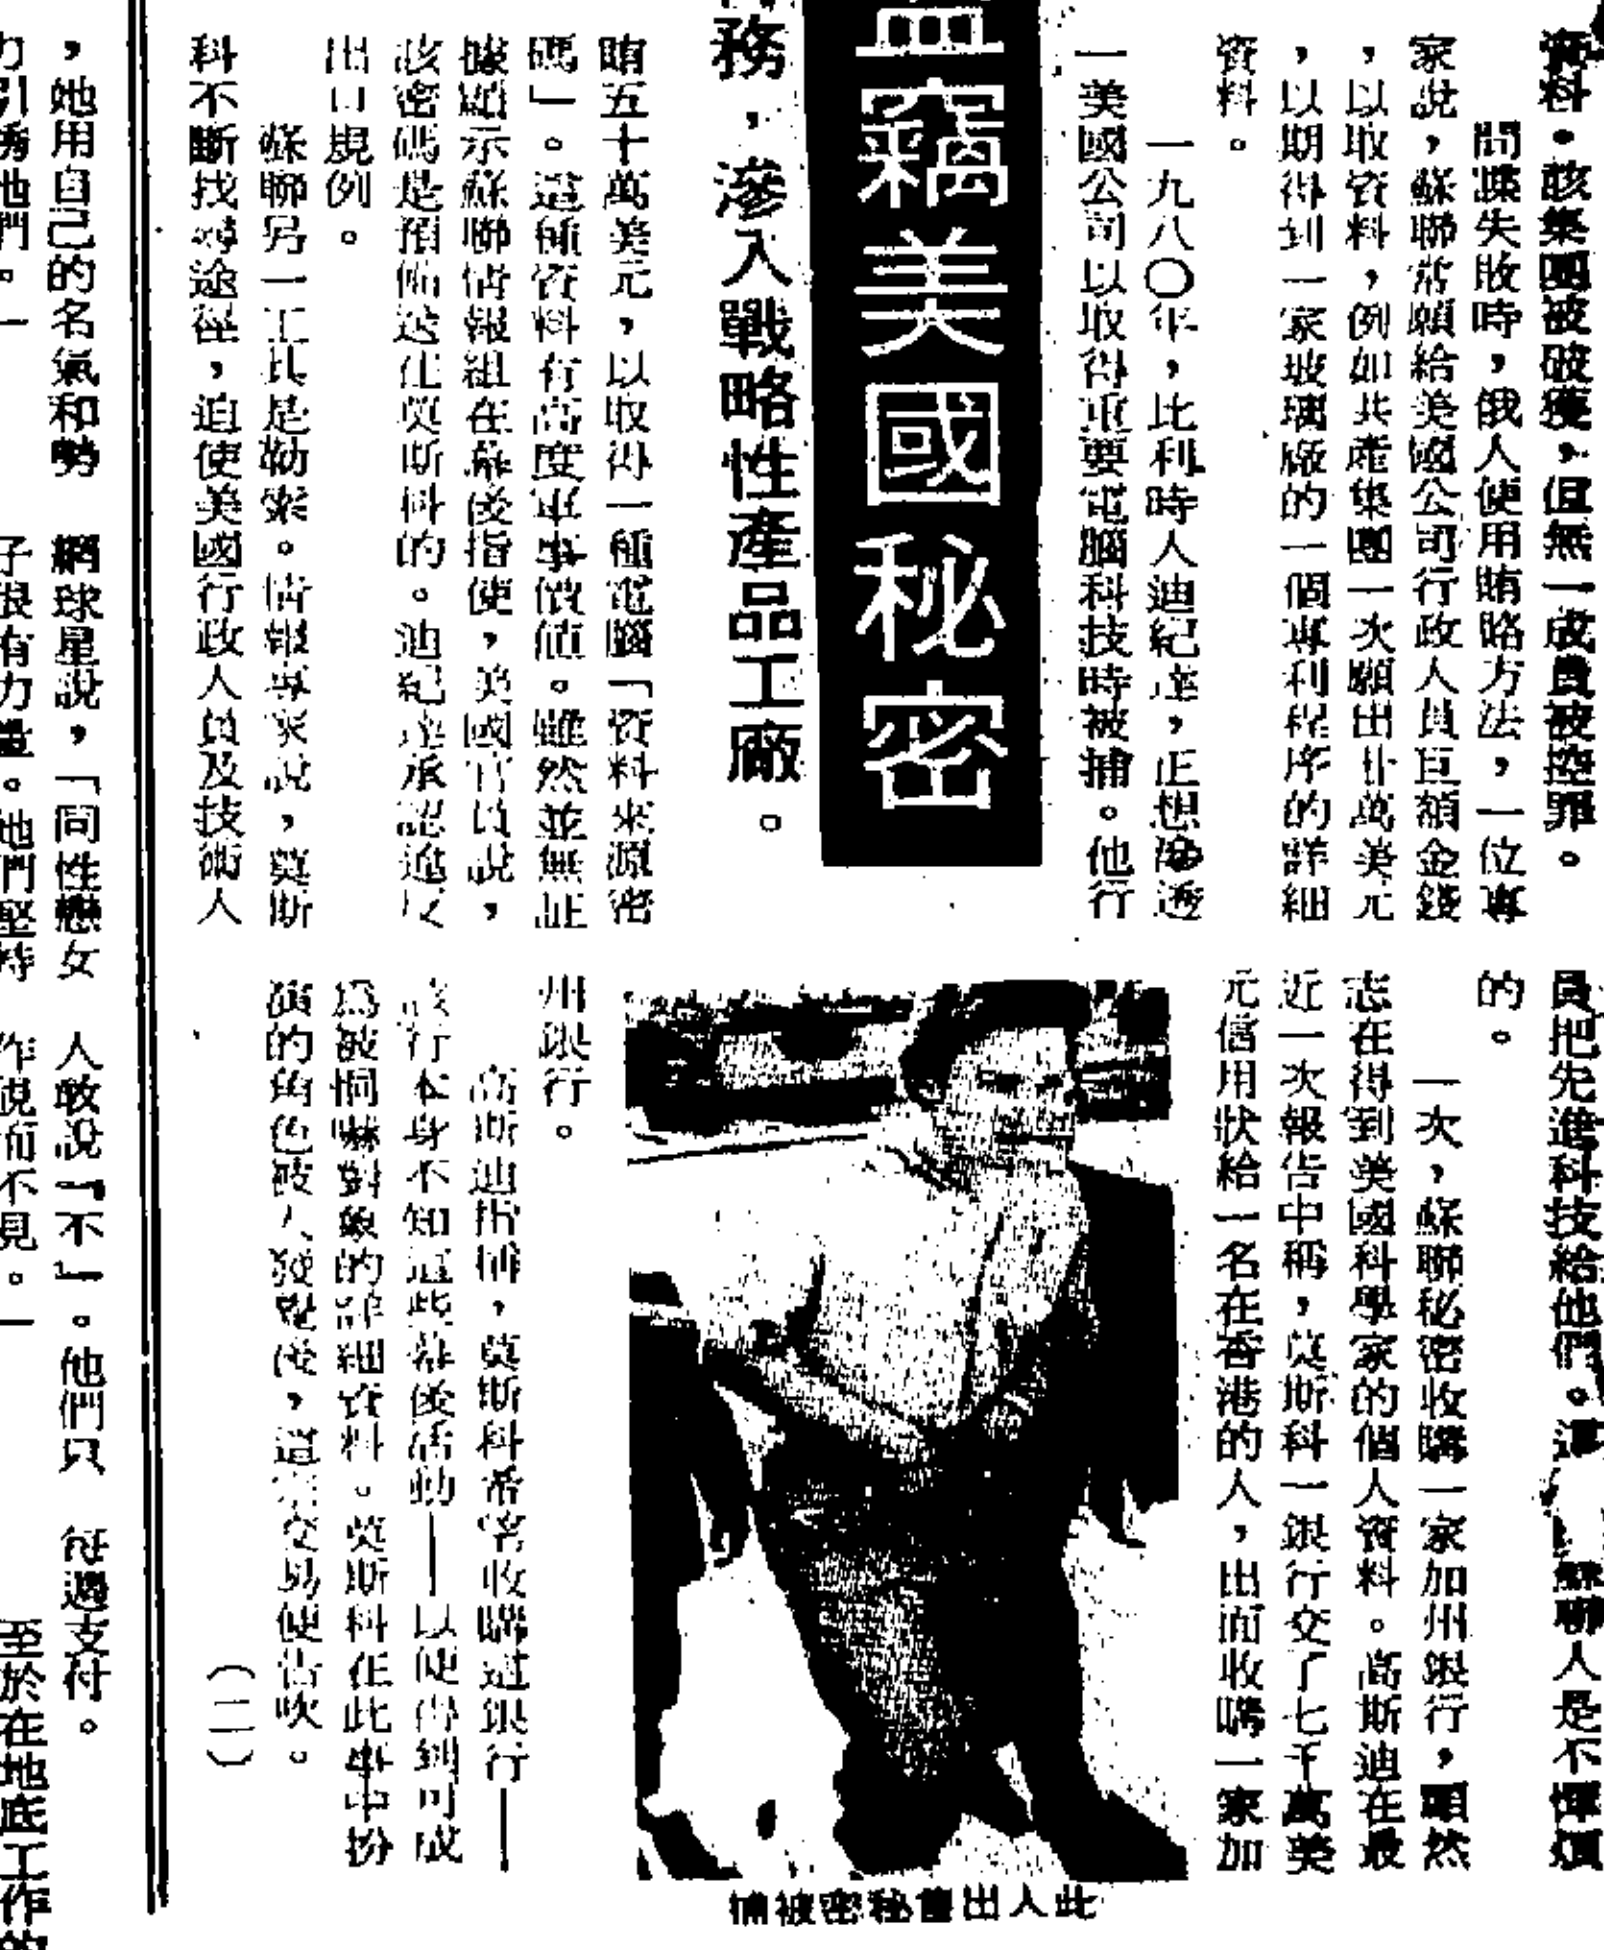 盜竊美國秘密
務，滲入戰略性產品工廠。
資料。該集團被破獲，但無一成員被控罪。
間諜失敗時，俄人便用賄賂方法，一位專
家說，蘇聯常願給美國公司行政人員巨額金錢
，以取資料，例如共產集團一次願出廿萬美元
，以期得到一家玻璃廠的一個專利程序的詳細
資料。
一九八〇年，比利時人迪紀達，正想滲透
一美國公司以取得重要電腦科技時被捕。他行
賄五十萬美元，以取得一種電腦「資料來源密
碼」。這種資料有高度軍事價值。雖然並無証
據顯示蘇聯情報組在幕後指使，美國官員說，
該密碼是預備送往莫斯科的。迪紀達承認違反
出口規例。
蘇聯另一工具是勒索。情報專家說，莫斯
科不斷找尋途徑，迫使美國行政人員及技術人
員把先進科技給他們。
蘇聯人是不憚煩
的。
一次，蘇聯秘密收購一家加州銀行，顯然
志在得到美國科學家的個人資料。高斯迪在最
近一次報告中稱，莫斯科一銀行交了七千萬美
元信用狀給一名在香港的人，出面收購一家加
州銀行。
高斯迪指稱，莫斯科希望收購這銀行——
該行本身不知這些幕後活動——以便得到可成
爲被恫嚇對象的詳細資料。莫斯科在此事中扮
演的角色被人發覺後，這宗交易便告吹。
（二）
此人出售秘密被捕
，她用自己的名氣和勢
力引誘她們。
網球星說，「同性戀女
子很有力量。她們堅持
人敢說『不』。他們只
作視而不見。
每週支付。
至於在地底工作的